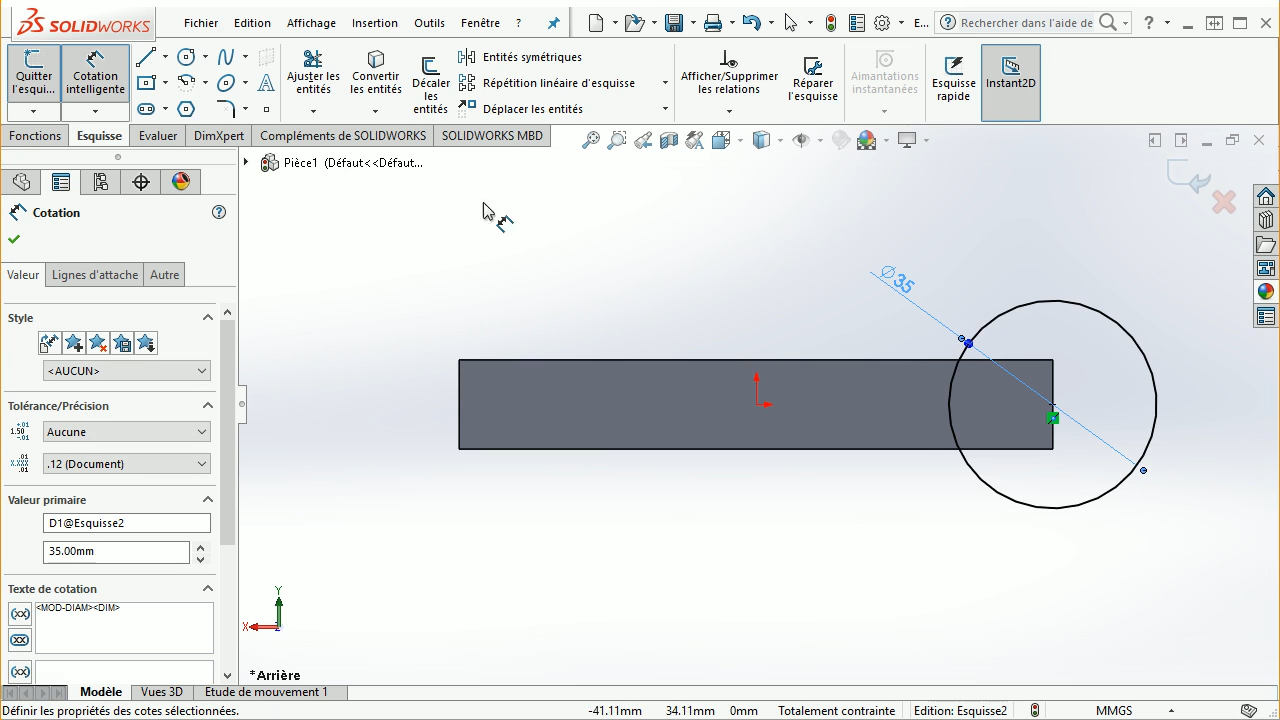 SOLIDWORKS
Fichier Edition Affichage Insertion Outils Fenêtre ?
E...
Rechercher dans l'aide de
Quitter l'esqui...
Cotation intelligente
Ajuster les entités
Convertir les entités
Décaler les entités
Entités symétriques
Répétition linéaire d'esquisse
Déplacer les entités
Afficher/Supprimer les relations
Réparer l'esquisse
Aimantations instantanées
Esquisse rapide
Instant2D
Fonctions Esquisse Evaluer DimXpert Compléments de SOLIDWORKS SOLIDWORKS MBD
Pièce1 (Défaut<<Défaut...
Cotation
Valeur Lignes d'attache Autre
Style
<AUCUN>
Tolérance/Précision
Aucune
.12 (Document)
Valeur primaire
D1@Esquisse2
35.00mm
Texte de cotation
<MOD-DIAM><DIM>
∅35
Y
X
Z
*Arrière
Modèle Vues 3D Etude de mouvement 1
Définir les propriétés des cotes sélectionnées.
-41.11mm 34.11mm 0mm Totalement contrainte Edition: Esquisse2 MMGS